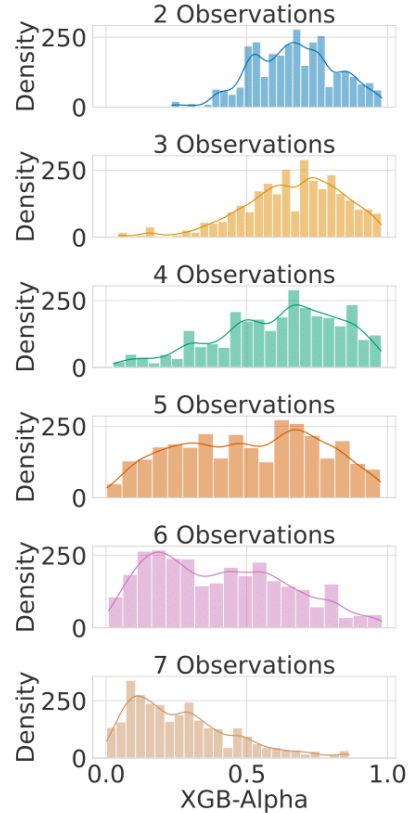 2 Observations
Density
250
0
3 Observations
Density
250
0
4 Observations
Density
250
0
5 Observations
Density
250
0
6 Observations
Density
250
0
7 Observations
Density
250
0
0.0 0.5 1.0
XGB-Alpha